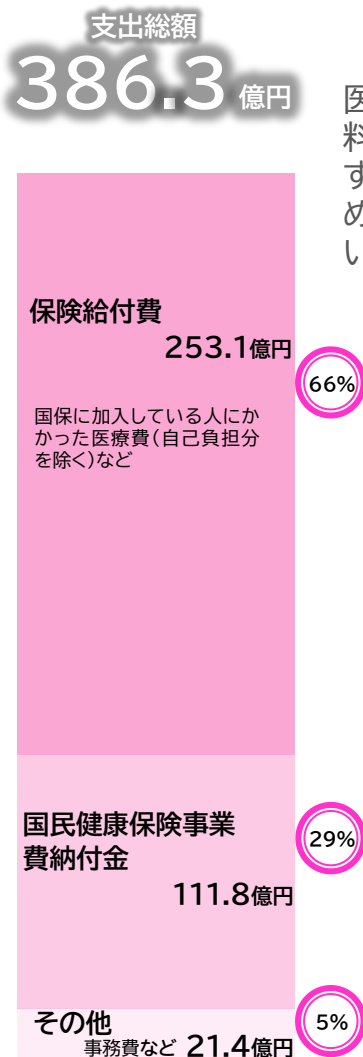 支出総額
386.3 億円
医
料
す
め
い
保険給付費
253.1億円
66%
国保に加入している人にか
かった医療費(自己負担分
を除く)など
国民健康保険事業
費納付金
29%
111.8億円
その他
5%
事務費など 21.4億円